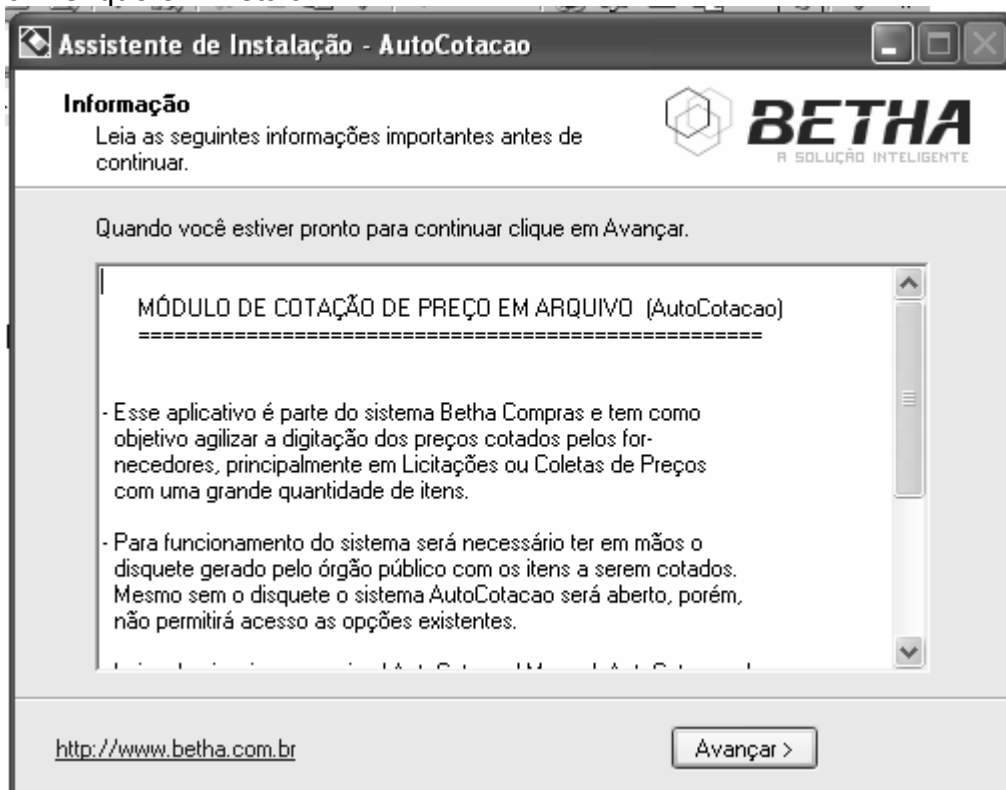 Assistente de Instalação - AutoCotacao
Informação
Leia as seguintes informações importantes antes de
continuar.
BETHA
A SOLUÇÃO INTELIGENTE
Quando você estiver pronto para continuar clique em Avançar.
MÓDULO DE COTAÇÃO DE PREÇO EM ARQUIVO (AutoCotacao)
====================================================
- Esse aplicativo é parte do sistema Betha Compras e tem como
objetivo agilizar a digitação dos preços cotados pelos for-
necedores, principalmente em Licitações ou Coletas de Preços
com uma grande quantidade de itens.
- Para funcionamento do sistema será necessário ter em mãos o
disquete gerado pelo órgão público com os itens a serem cotados.
Mesmo sem o disquete o sistema AutoCotacao será aberto, porém,
não permitirá acesso as opções existentes.
http://www.betha.com.br
Avançar >